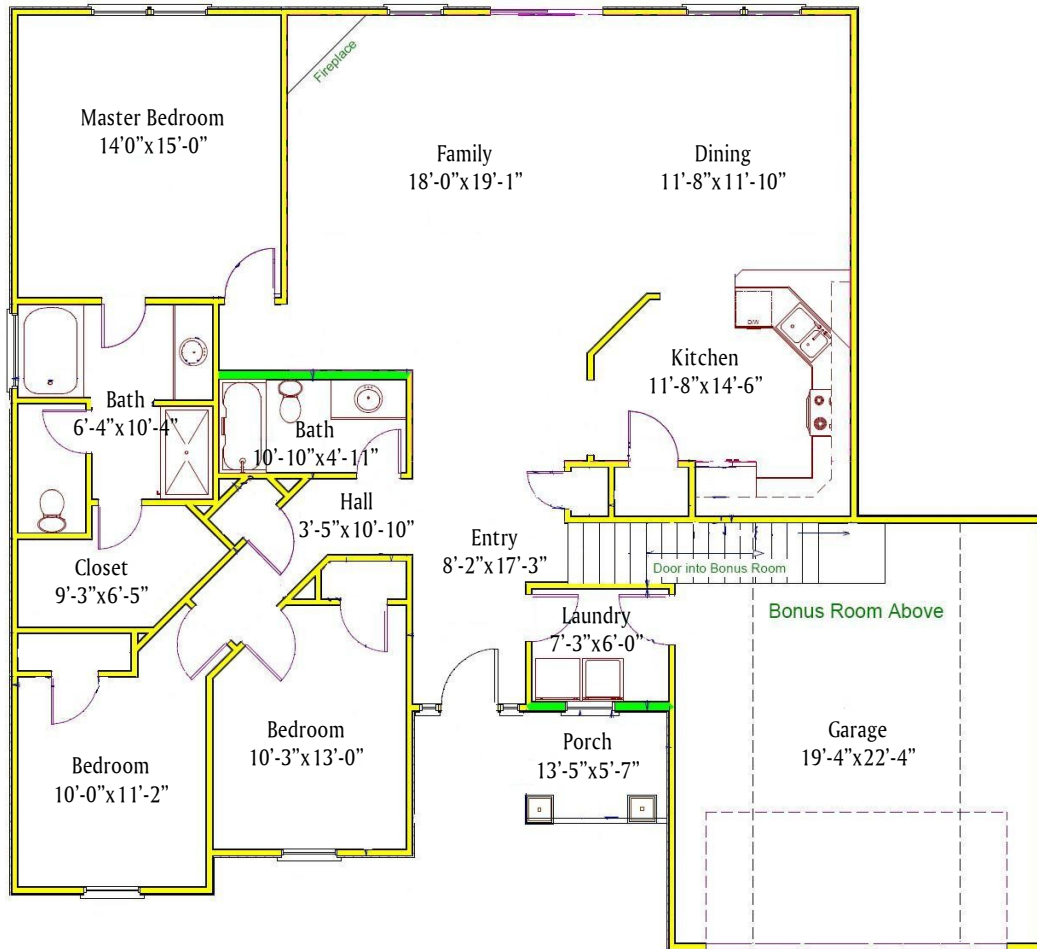 Fireplace
Master Bedroom
14’0”x15’-0”
Family
18’-0”x19’-1”
Dining
11’-8”x11’-10”
D/W
Kitchen
11’-8”x14’-6”
Bath
6’-4”x10’-4”
Bath
10’-10”x4’-11”
Hall
3’-5”x10’-10”
Entry
8’-2”x17’-3”
Closet
9’-3”x6’-5”
Door into Bonus Room
Laundry
7’-3”x6’-0”
Bonus Room Above
Bedroom
10’-3”x13’-0”
Porch
13’-5”x5’-7”
Garage
19’-4”x22’-4”
Bedroom
10’-0”x11’-2”